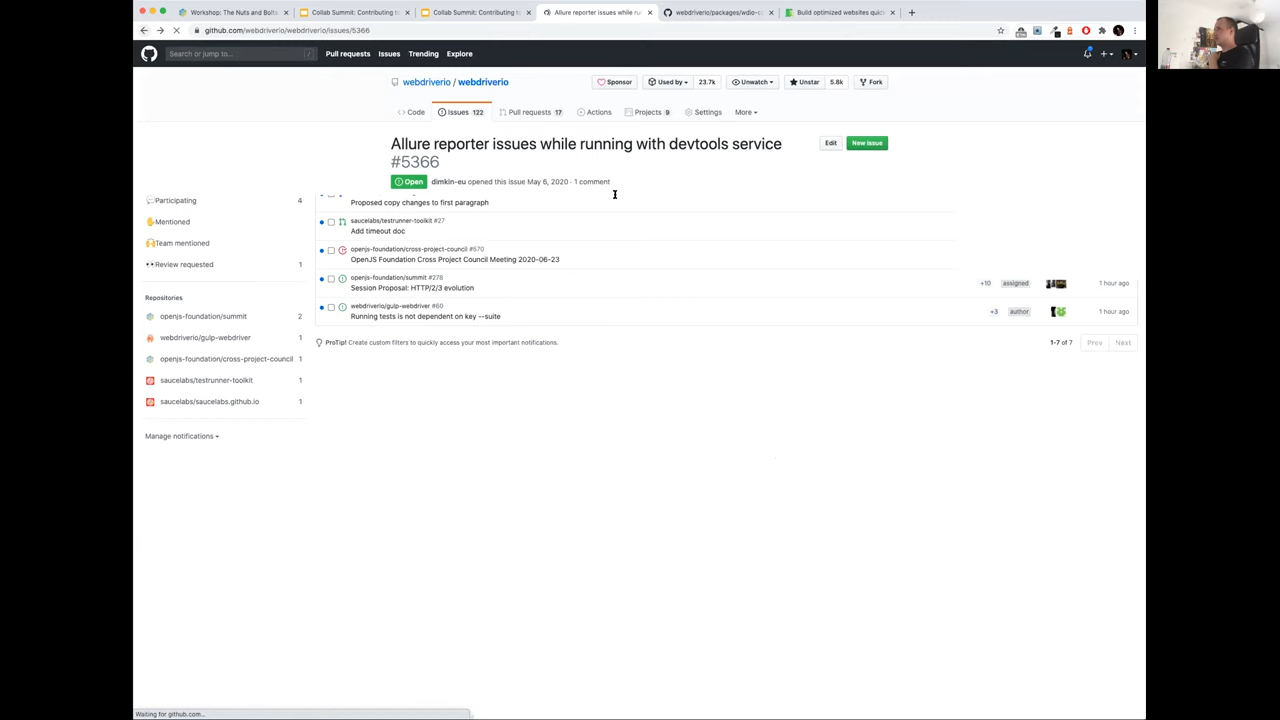 Workshop: The Nuts and Bolts
Collab Summit: Contributing to
Collab Summit: Contributing to
Allure reporter issues while ru
webdriverio/packages/wdio-c
Build optimized websites quic
github.com/webdriverio/webdriverio/issues/5366
Search or jump to...
/
Pull requests
Issues
Trending
Explore
webdriverio / webdriverio
Sponsor
Used by
23.7k
Unwatch
Unstar
5.8k
Fork
Code
Issues 122
Pull requests 17
Actions
Projects 9
Settings
More
Allure reporter issues while running with devtools service
#5366
Edit
New issue
Open
dimkin-eu opened this issue May 6, 2020 · 1 comment
Participating 4
Mentioned
Team mentioned
Review requested 1
Repositories
openjs-foundation/summit 2
webdriverio/gulp-webdriver 1
openjs-foundation/cross-project-council 1
saucelabs/testrunner-toolkit 1
saucelabs/saucelabs.github.io 1
Manage notifications
Proposed copy changes to first paragraph
saucelabs/testrunner-toolkit #27
Add timeout doc
openjs-foundation/cross-project-council #570
OpenJS Foundation Cross Project Council Meeting 2020-06-23
openjs-foundation/summit #278
Session Proposal: HTTP/2/3 evolution
+10
assigned
1 hour ago
webdriverio/gulp-webdriver #60
Running tests is not dependent on key --suite
+3
author
1 hour ago
ProTip! Create custom filters to quickly access your most important notifications.
1-7 of 7
Prev
Next
Waiting for github.com...